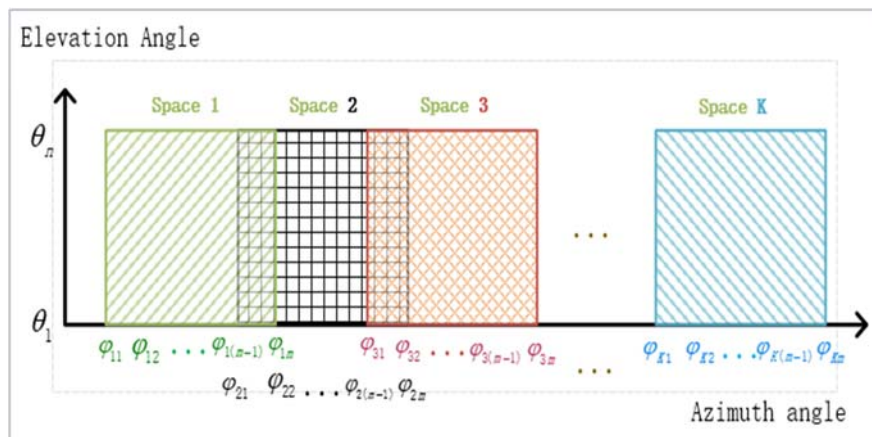 Elevation Angle
Space 1 Space 2 Space 3 Space K
θn
...
θ1
φ11 φ12 .... φ1(m-1) φ1m φ31 φ32 ... φ3(m-1) φ3m φK1 φK2 ... φK(m-1) φKm
...
φ21 φ22 ... φ2(m-1) φ2m
Azimuth angle